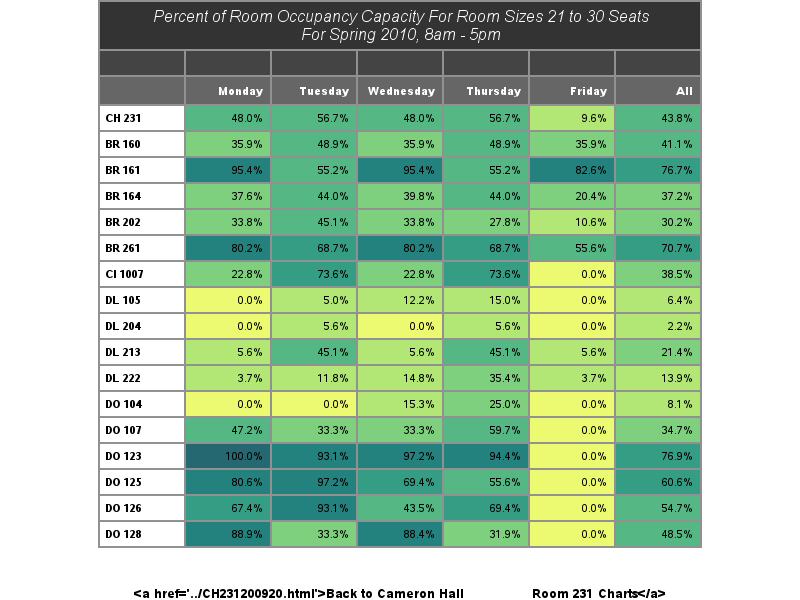 Percent of Room Occupancy Capacity For Room Sizes 21 to 30 Seats
For Spring 2010, 8am - 5pm
Monday Tuesday Wednesday Thursday Friday All
CH 231 48.0% 56.7% 48.0% 56.7% 9.6% 43.8%
BR 160 35.9% 48.9% 35.9% 48.9% 35.9% 41.1%
BR 161 95.4% 55.2% 95.4% 55.2% 82.6% 76.7%
BR 164 37.6% 44.0% 39.8% 44.0% 20.4% 37.2%
BR 202 33.8% 45.1% 33.8% 27.8% 10.6% 30.2%
BR 261 80.2% 68.7% 80.2% 68.7% 55.6% 70.7%
CI 1007 22.8% 73.6% 22.8% 73.6% 0.0% 38.5%
DL 105 0.0% 5.0% 12.2% 15.0% 0.0% 6.4%
DL 204 0.0% 5.6% 0.0% 5.6% 0.0% 2.2%
DL 213 5.6% 45.1% 5.6% 45.1% 5.6% 21.4%
DL 222 3.7% 11.8% 14.8% 35.4% 3.7% 13.9%
DO 104 0.0% 0.0% 15.3% 25.0% 0.0% 8.1%
DO 107 47.2% 33.3% 33.3% 59.7% 0.0% 34.7%
DO 123 100.0% 93.1% 97.2% 94.4% 0.0% 76.9%
DO 125 80.6% 97.2% 69.4% 55.6% 0.0% 60.6%
DO 126 67.4% 93.1% 43.5% 69.4% 0.0% 54.7%
DO 128 88.9% 33.3% 88.4% 31.9% 0.0% 48.5%
<a href='../CH231200920.html'>Back to Cameron Hall Room 231 Charts</a>